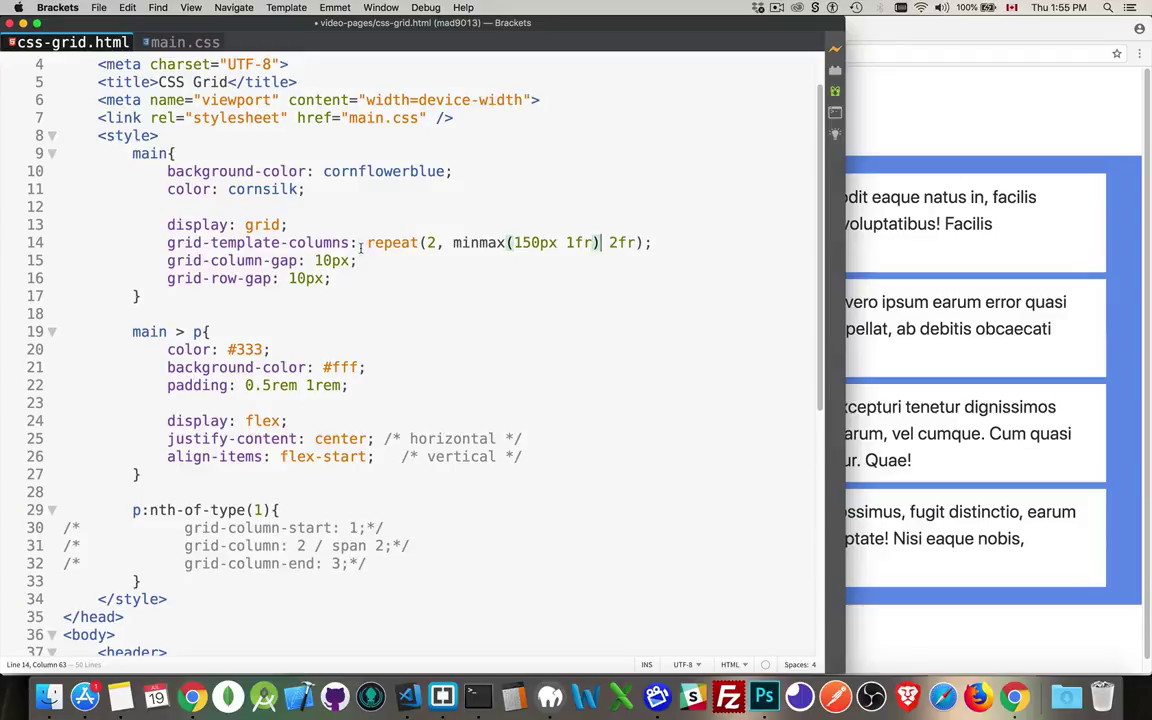 Brackets File Edit View Navigate Template Emmet Window Debug Help 100% Thu 1:55 PM
• video-pages/css-grid.html (mad9013) — Brackets
css-grid.html main.css
4 <meta charset="UTF-8">
5 <title>CSS Grid</title>
6 <meta name="viewport" content="width=device-width">
7 <link rel="stylesheet" href="main.css" />
8 <style>
9 main{
10 background-color: cornflowerblue;
11 color: cornsilk;
12
13 display: grid;
14 grid-template-columns: repeat(2, minmax(150px 1fr) 2fr);
15 grid-column-gap: 10px;
16 grid-row-gap: 10px;
17 }
18
19 main > p{
20 color: #333;
21 background-color: #fff;
22 padding: 0.5rem 1rem;
23
24 display: flex;
25 justify-content: center; /* horizontal */
26 align-items: flex-start; /* vertical */
27 }
28
29 p:nth-of-type(1){
30 /* grid-column-start: 1;*/
31 /* grid-column: 2 / span 2;*/
32 /* grid-column-end: 3;*/
33 }
34 </style>
35 </head>
36 <body>
37 <header>
odit eaque natus in, facilis
voluptatibus! Facilis
vero ipsum earum error quasi
pellat, ab debitis obcaecati
xcepturi tenetur dignissimos
arum, vel cumque. Cum quasi
ur. Quae!
ossimus, fugit distinctio, earum
ptate! Nisi eaque nobis,
Line 14, Column 63 — 50 Lines INS UTF-8 HTML Spaces: 4